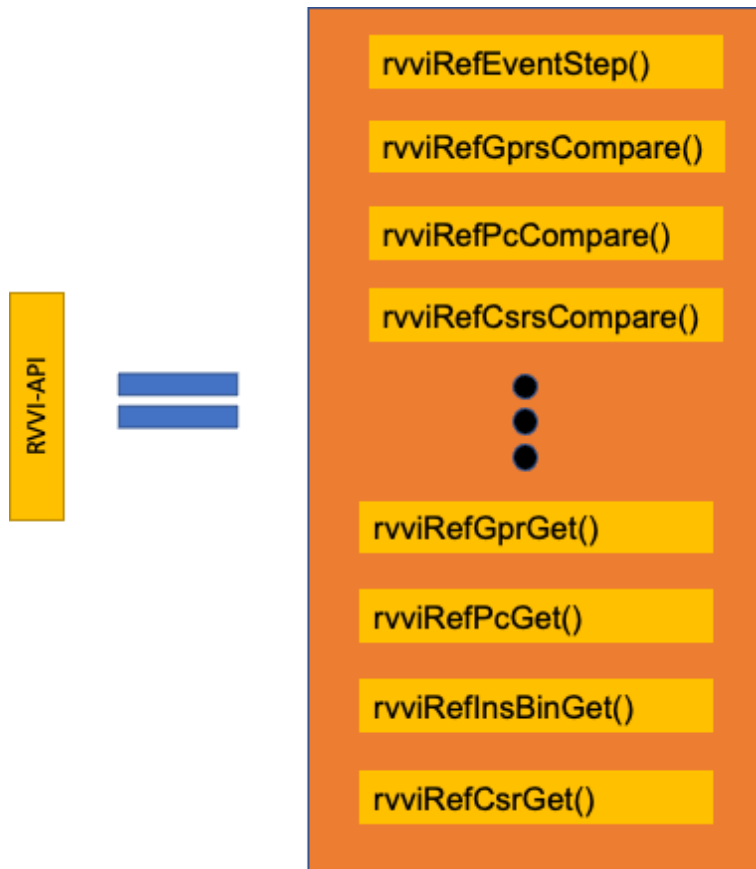 RVVI-API
rvviRefEventStep()
rvviRefGprsCompare()
rvviRefPcCompare()
rvviRefCsrsCompare()
rvviRefGprGet()
rvviRefPcGet()
rvviRefInsBinGet()
rvviRefCsrGet()